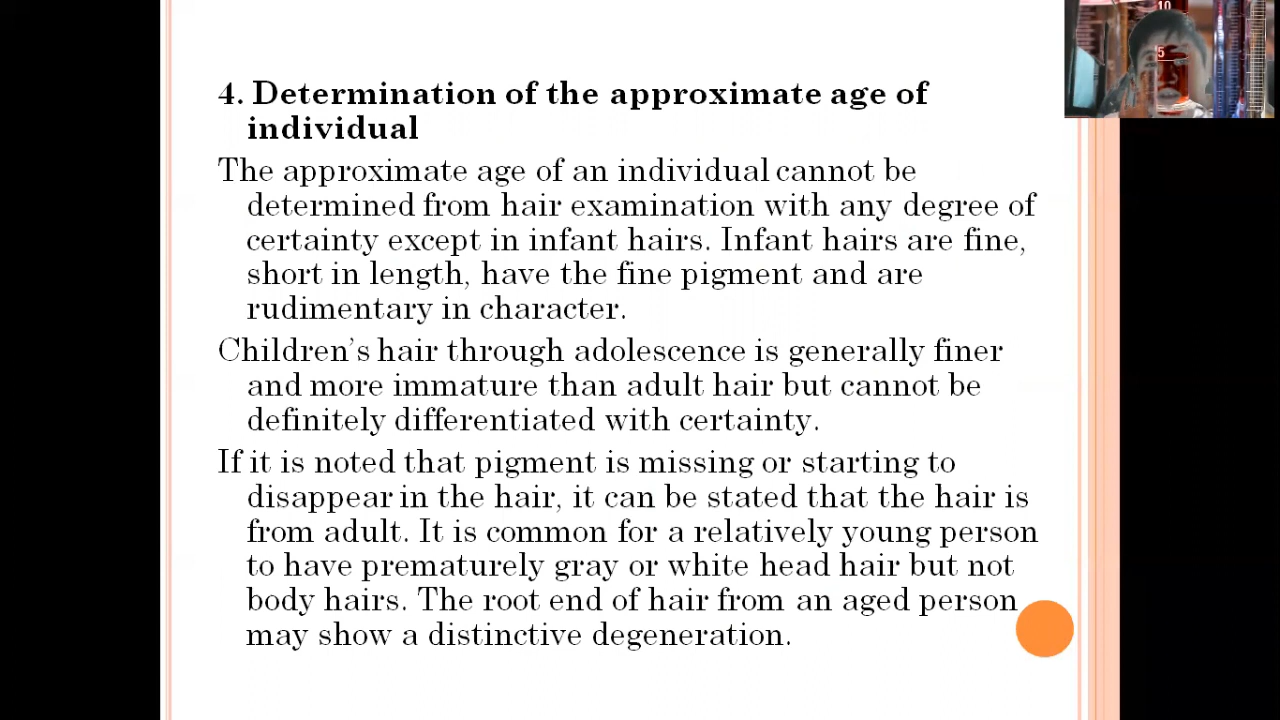 4. Determination of the approximate age of
individual
The approximate age of an individual cannot be
determined from hair examination with any degree of
certainty except in infant hairs. Infant hairs are fine,
short in length, have the fine pigment and are
rudimentary in character.
Children's hair through adolescence is generally finer
and more immature than adult hair but cannot be
definitely differentiated with certainty.
If it is noted that pigment is missing or starting to
disappear in the hair, it can be stated that the hair is
from adult. It is common for a relatively young person
to have prematurely gray or white head hair but not
body hairs. The root end of hair from an aged person
may show a distinctive degeneration.
10
5